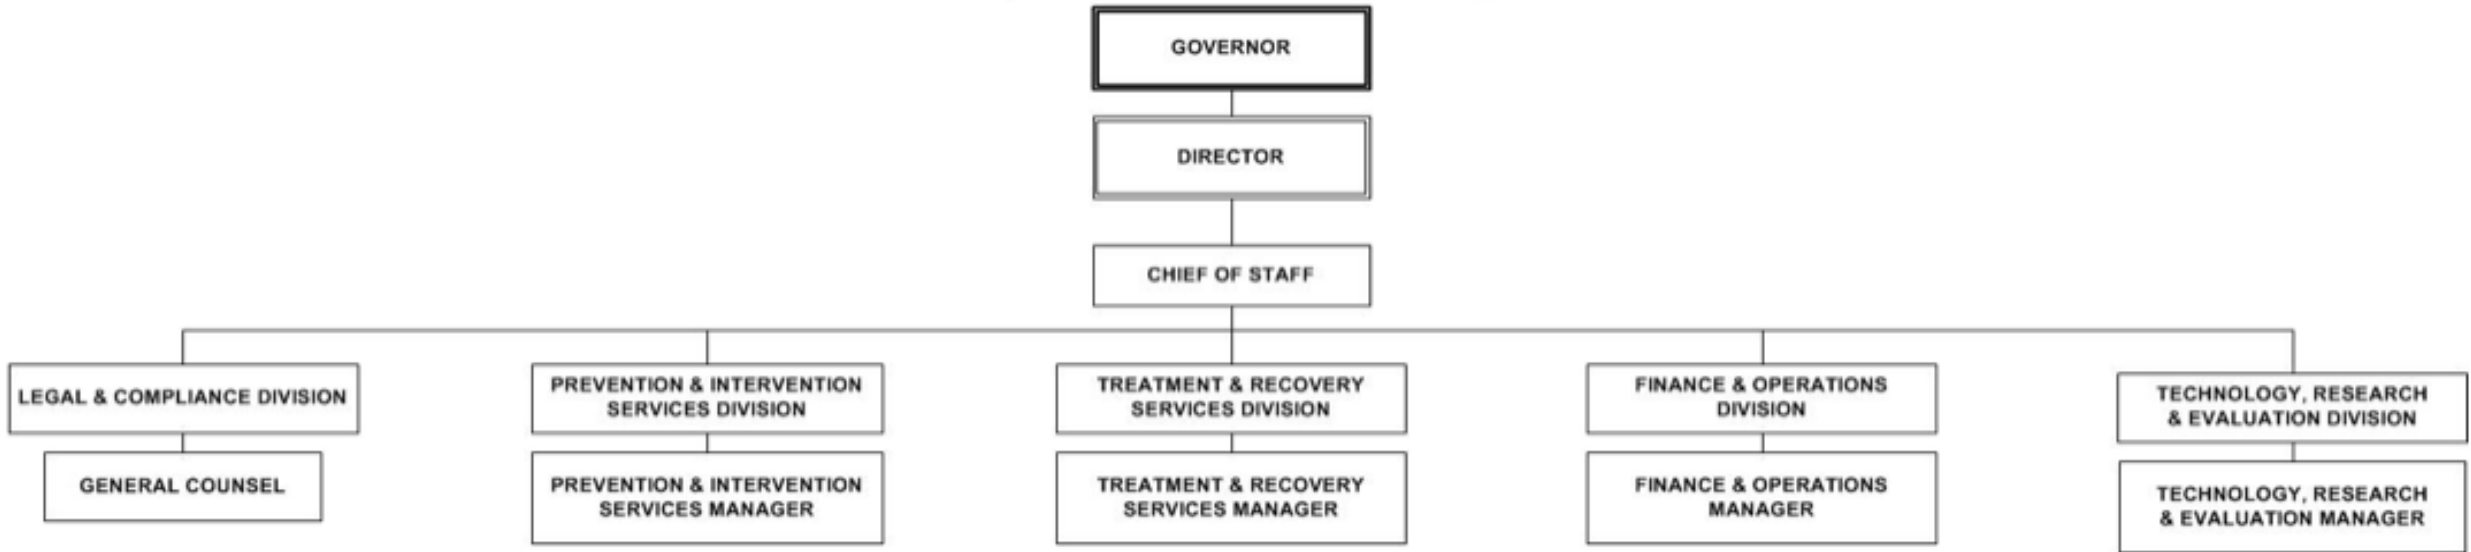 GOVERNOR
DIRECTOR
CHIEF OF STAFF
LEGAL & COMPLIANCE DIVISION
PREVENTION & INTERVENTION
SERVICES DIVISION
TREATMENT & RECOVERY
SERVICES DIVISION
FINANCE & OPERATIONS
DIVISION
TECHNOLOGY, RESEARCH
& EVALUATION DIVISION
GENERAL COUNSEL
PREVENTION & INTERVENTION
SERVICES MANAGER
TREATMENT & RECOVERY
SERVICES MANAGER
FINANCE & OPERATIONS
MANAGER
TECHNOLOGY, RESEARCH
& EVALUATION MANAGER